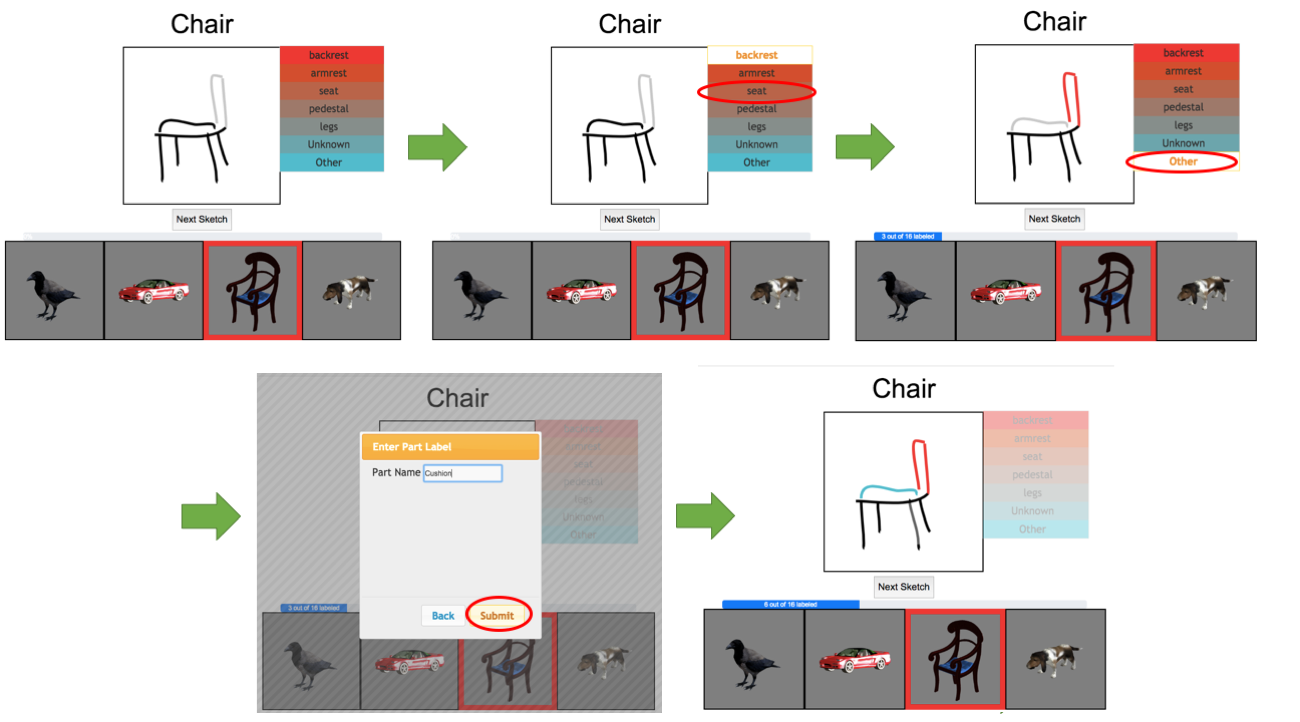 Chair
backrest
armrest
seat
pedestal
legs
Unknown
Other
Next Sketch
Chair
backrest
armrest
seat
pedestal
legs
Unknown
Other
Next Sketch
Chair
backrest
armrest
seat
pedestal
legs
Unknown
Other
Next Sketch
3 out of 16 labeled
Chair
Enter Part Label
Part Name Cushion
Back Submit
pedestal
legs
Unknown
Other
3 out of 16 labeled
Chair
backrest
armrest
seat
pedestal
legs
Unknown
Other
Next Sketch
6 out of 16 labeled